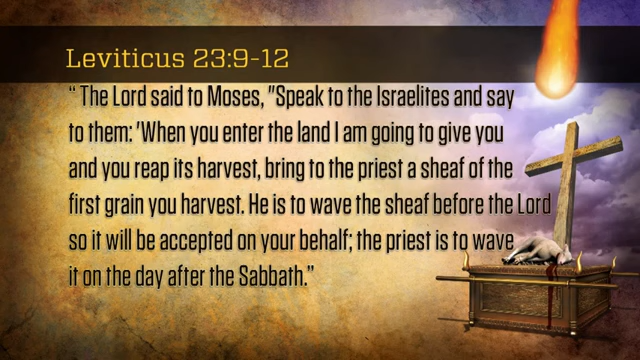 Leviticus 23:9-12
“ The Lord said to Moses, "Speak to the Israelites and say
to them: 'When you enter the land I am going to give you
and you reap its harvest, bring to the priest a sheaf of the
first grain you harvest. He is to wave the sheaf before the Lord
so it will be accepted on your behalf; the priest is to wave
it on the day after the Sabbath.”